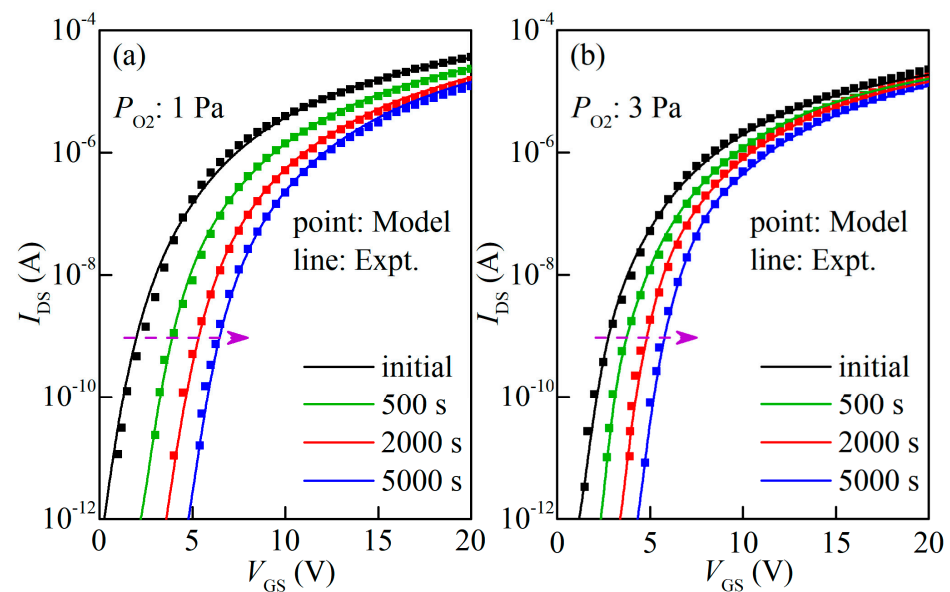 (a)
P_O2: 1 Pa
point: Model
line: Expt.
initial
500 s
2000 s
5000 s
10^-4
10^-6
10^-8
10^-10
10^-12
I_DS (A)
0 5 10 15 20
V_GS (V)
(b)
P_O2: 3 Pa
point: Model
line: Expt.
initial
500 s
2000 s
5000 s
10^-4
10^-6
10^-8
10^-10
10^-12
I_DS (A)
0 5 10 15 20
V_GS (V)